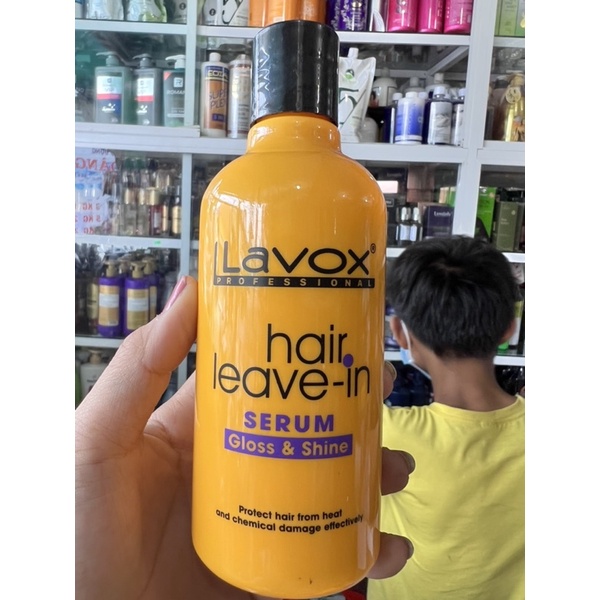 Lavox®
PROFESSIONAL
hair
leave-in
SERUM
Gloss & Shine
Protect hair from heat
and chemical damage effectively